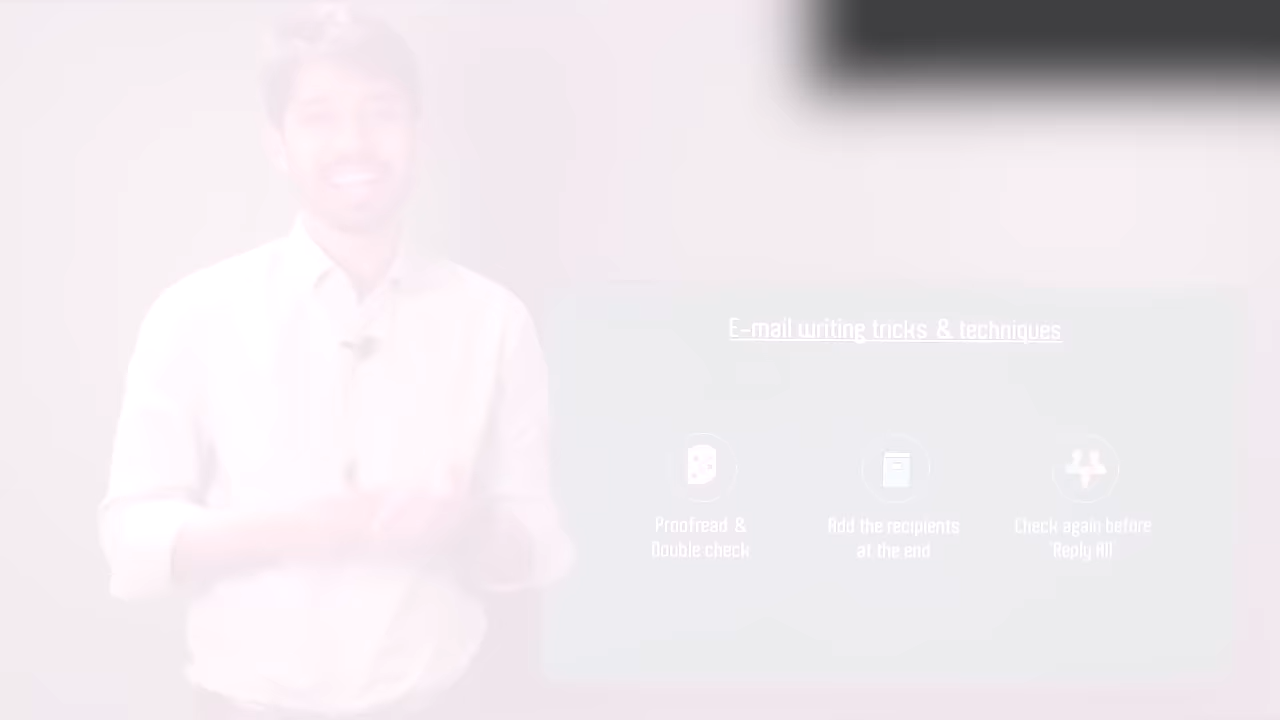 E-mail writing tricks & techniques
Proofread &
Double check
Add the recipients
at the end
Check again before
'Reply All'